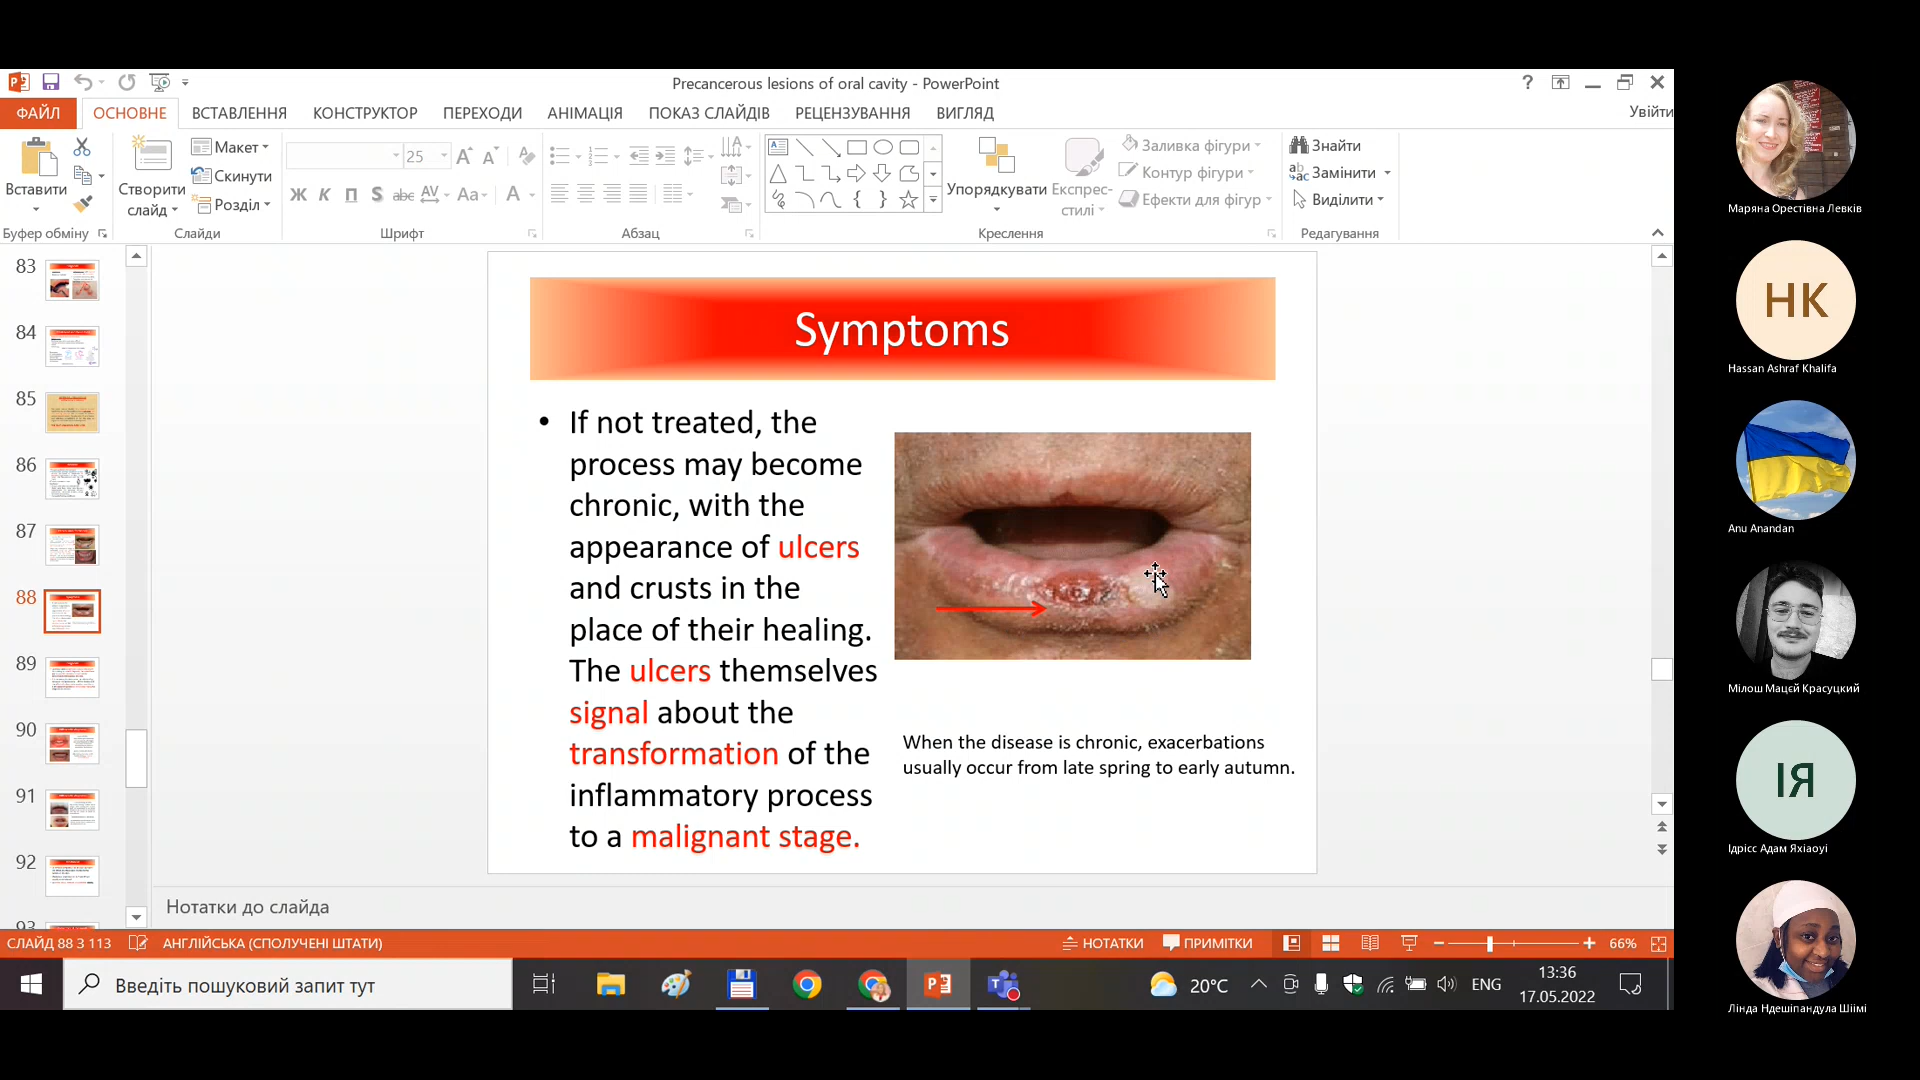 Precancerous lesions of oral cavity - PowerPoint
ФАЙЛ ОСНОВНЕ ВСТАВЛЕННЯ КОНСТРУКТОР ПЕРЕХОДИ АНІМАЦІЯ ПОКАЗ СЛАЙДІВ РЕЦЕНЗУВАННЯ ВИГЛЯД Увійти
Вставити
Створити слайд
Макет
Скинути
Розділ
25
Ж К П S abc AV Aa A
Упорядкувати
Експрес-стилі
Заливка фігури
Контур фігури
Ефекти для фігур
Знайти
Замінити
Виділити
Буфер обміну Слайди Шрифт Абзац Креслення Редагування
83
84
85
86
87
88
89
90
91
92
93
Symptoms
• If not treated, the
process may become
chronic, with the
appearance of ulcers
and crusts in the
place of their healing.
The ulcers themselves
signal about the
transformation of the
inflammatory process
to a malignant stage.
When the disease is chronic, exacerbations
usually occur from late spring to early autumn.
Нотатки до слайда
СЛАЙД 88 З 113 АНГЛІЙСЬКА (СПОЛУЧЕНІ ШТАТИ) НОТАТКИ ПРИМІТКИ 66%
Введіть пошуковий запит тут
20°C ENG
13:36
17.05.2022
Маряна Орестівна Левків
НК
Hassan Ashraf Khalifa
Anu Anandan
Мілош Мацєй Красуцкий
ІЯ
Ідрісс Адам Яхіаоуі
Лінда Ндешіпандула Шіімі